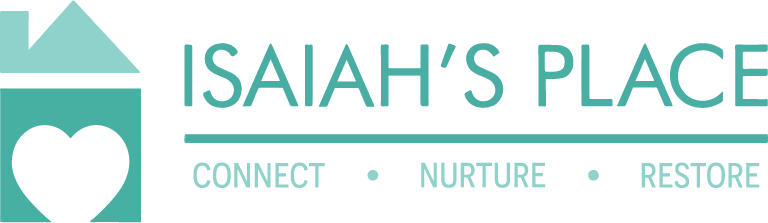 ISAIAH'S PLACE
CONNECT • NURTURE • RESTORE